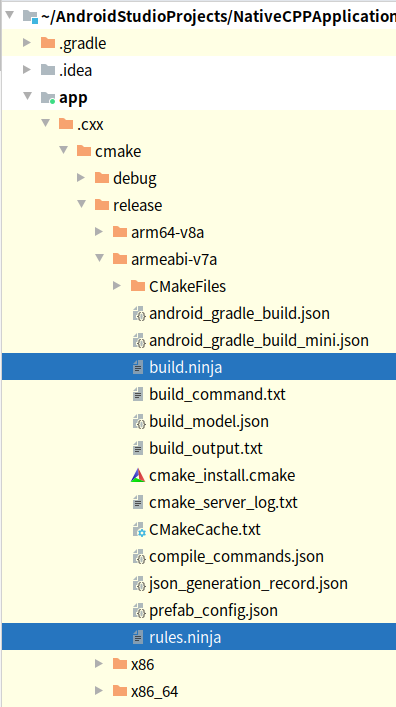 ~/AndroidStudioProjects/NativeCPPApplication
.gradle
.idea
app
.cxx
cmake
debug
release
arm64-v8a
armeabi-v7a
CMakeFiles
android_gradle_build.json
android_gradle_build_mini.json
build.ninja
build_command.txt
build_model.json
build_output.txt
cmake_install.cmake
cmake_server_log.txt
CMakeCache.txt
compile_commands.json
json_generation_record.json
prefab_config.json
rules.ninja
x86
x86_64